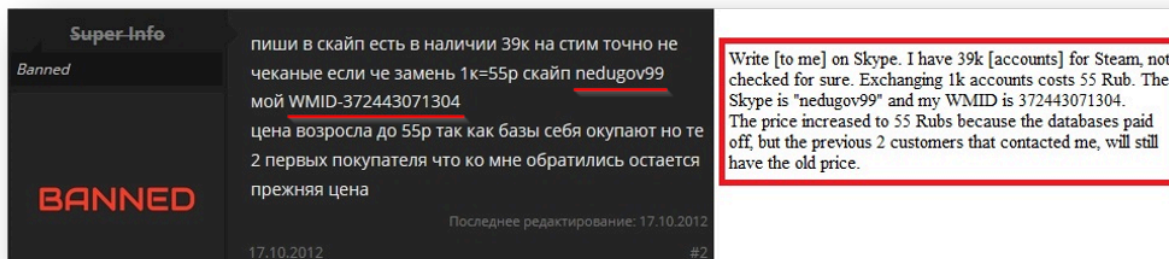 Super Info
Banned
BANNED
пиши в скайп есть в наличии 39к на стим точно не
чеканые если че замень 1к=55р скайп nedugov99
мой WMID-372443071304
цена возросла до 55р так как базы себя окупают но те
2 первых покупателя что ко мне обратились остается
прежняя цена
Последнее редактирование: 17.10.2012
17.10.2012
#2
Write [to me] on Skype. I have 39k [accounts] for Steam, not
checked for sure. Exchanging 1k accounts costs 55 Rub. The
Skype is "nedugov99" and my WMID is 372443071304.
The price increased to 55 Rubs because the databases paid
off, but the previous 2 customers that contacted me, will still
have the old price.